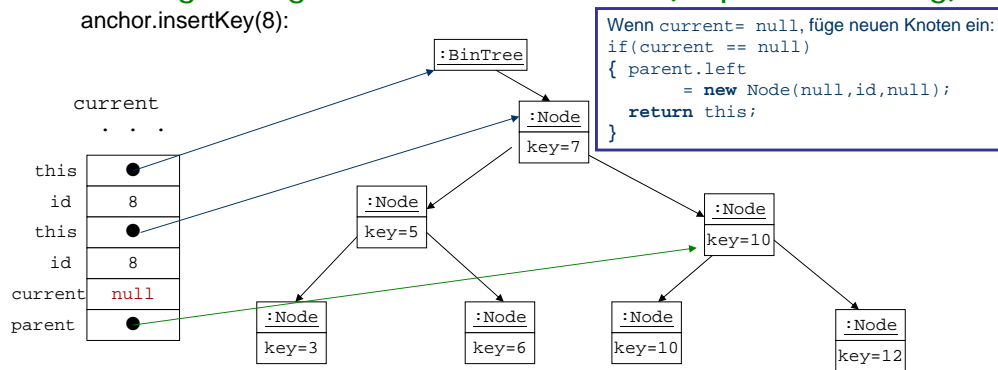 anchor.insertKey(8):
Wenn current= null, füge neuen Knoten ein:
if(current == null)
{ parent.left
= new Node(null,id,null);
return this;
}
:BinTree
current
. . .
:Node
key=7
this
id 8
this
id 8
current null
parent
:Node
key=5
:Node
key=10
:Node
key=3
:Node
key=6
:Node
key=10
:Node
key=12